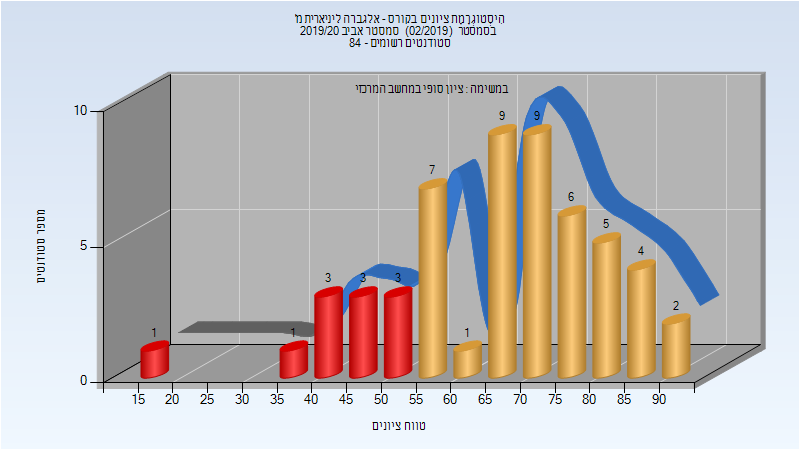 היסטוגרמת ציונים בקורס - אלגברה ליניארית מ'
בסמסטר (02/2019) סמסטר אביב 2019/20
סטודנטים רשומים - 84
במשימה : ציון סופי במחשב המרכזי
מספר סטודנטים
10
5
0
1
1
3
3
3
7
1
9
9
6
5
4
2
15 20 25 30 35 40 45 50 55 60 65 70 75 80 85 90
טווח ציונים